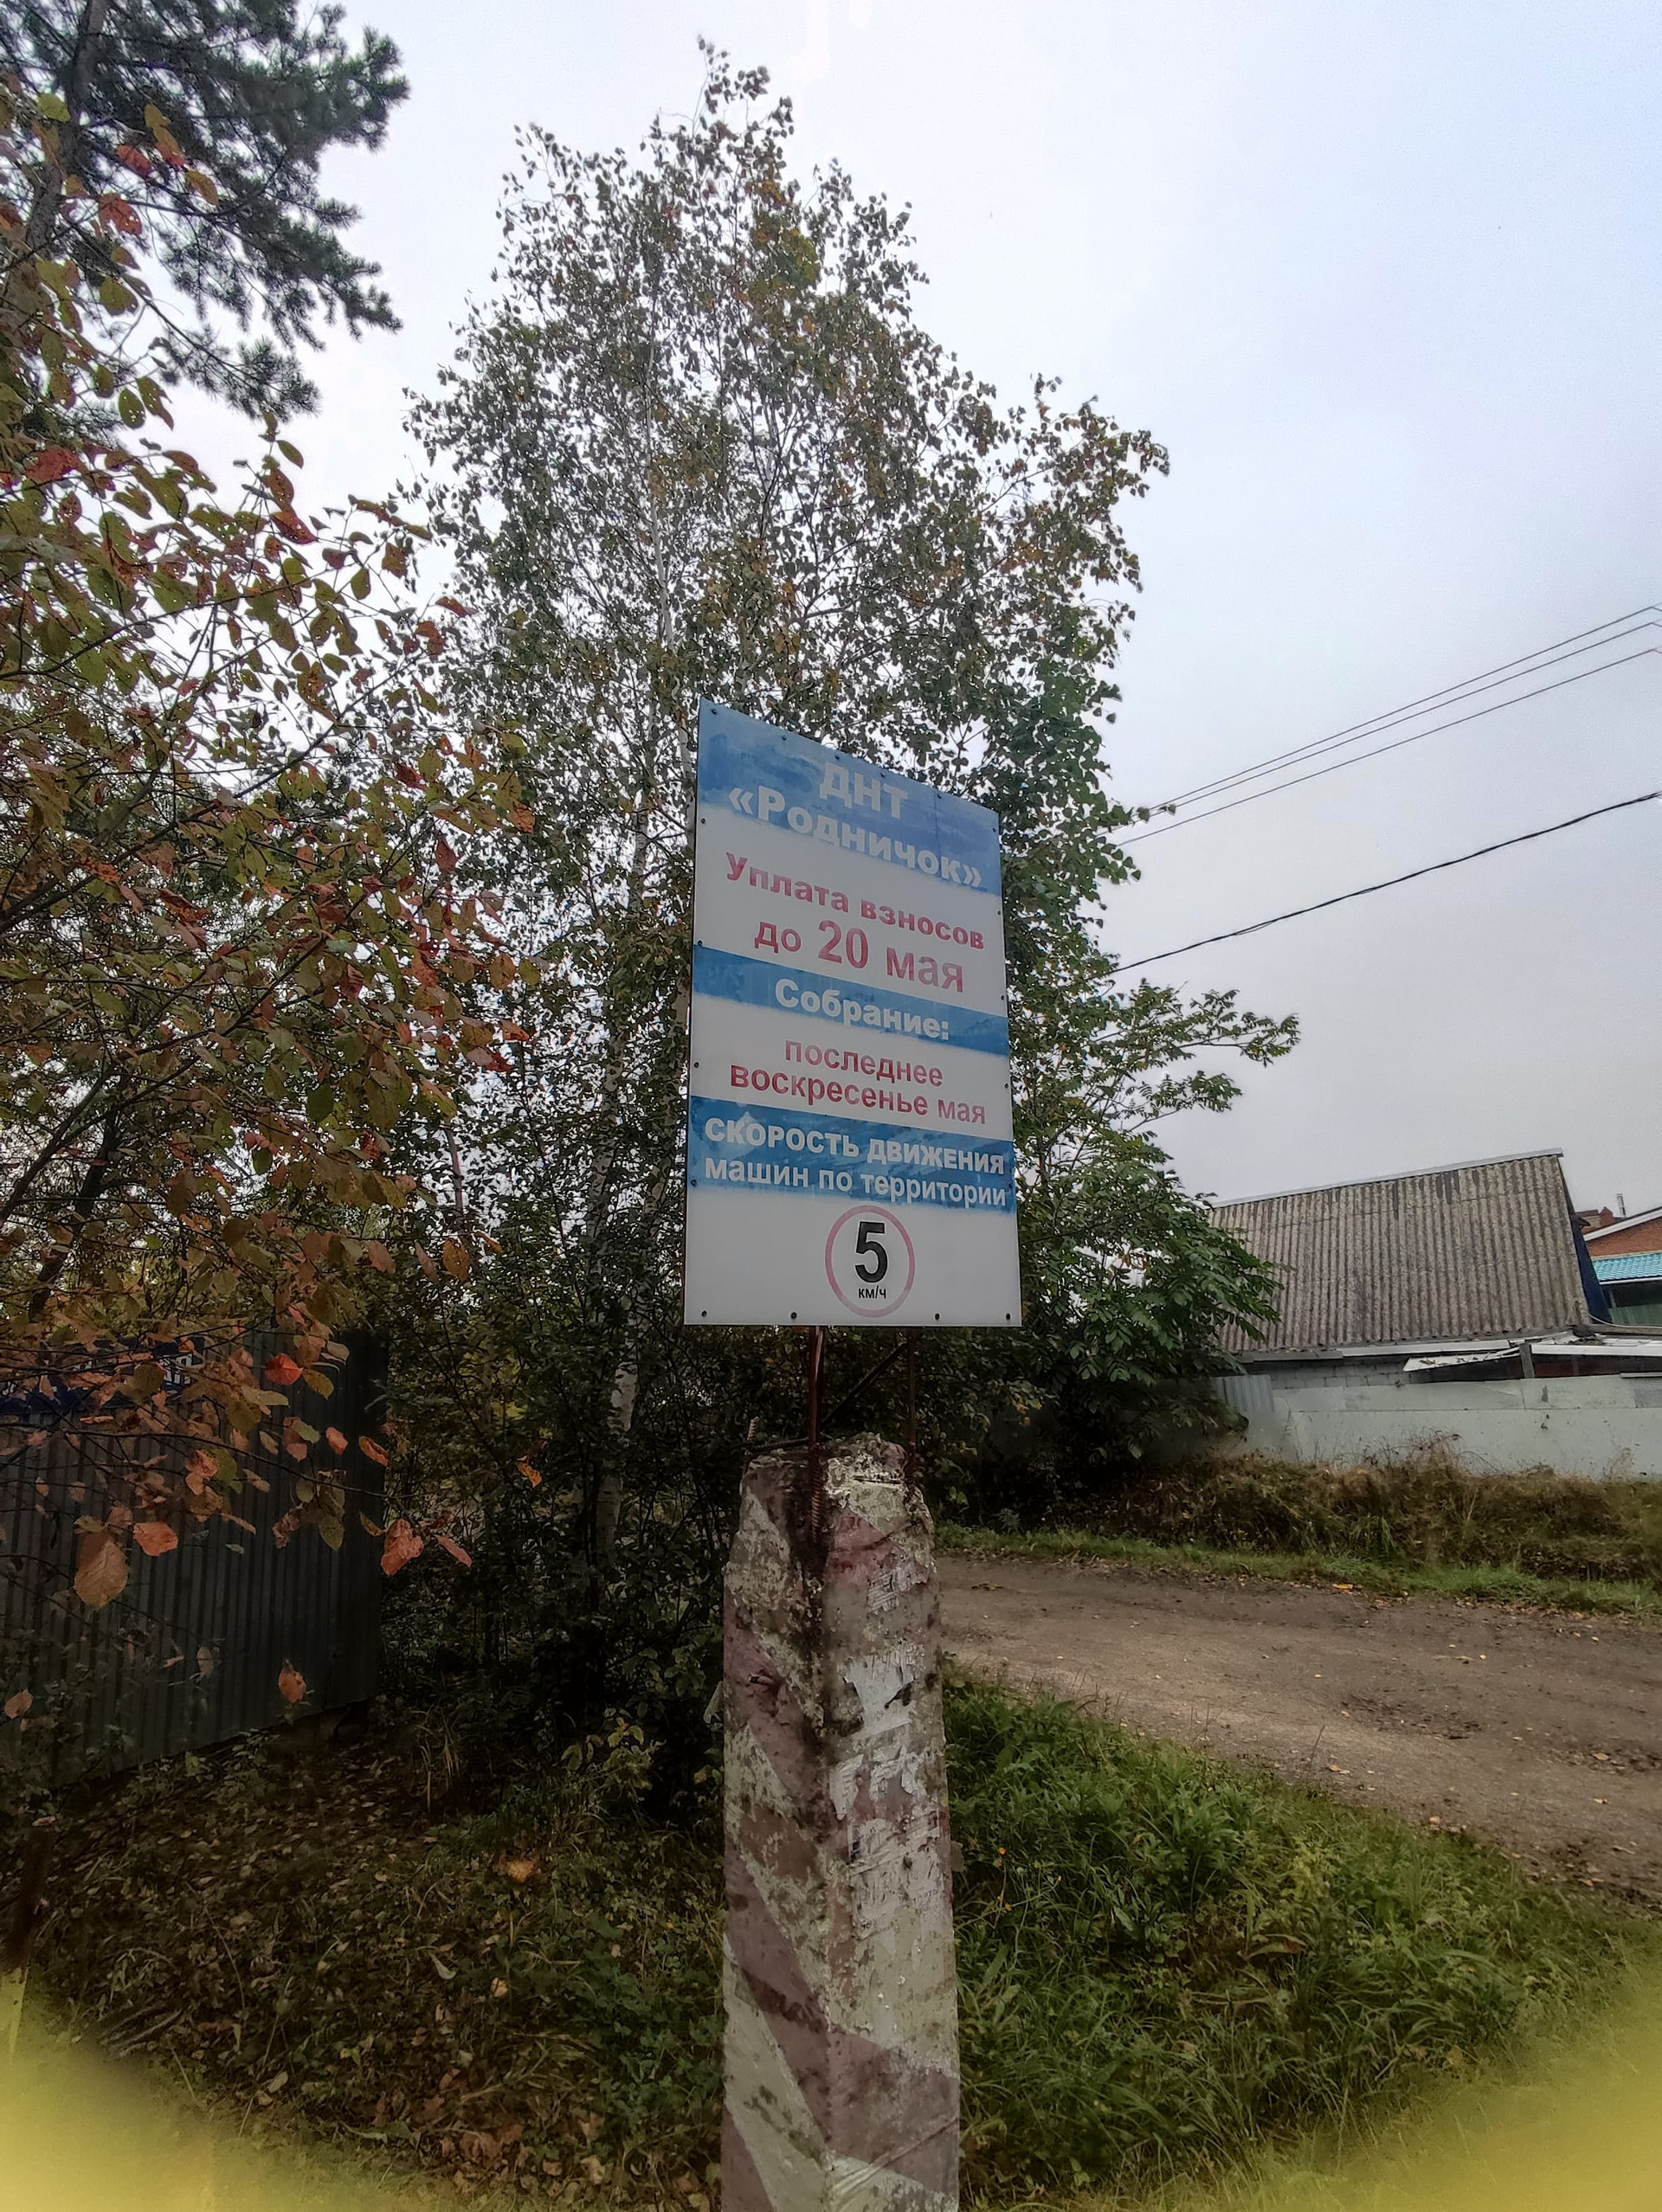 ДНТ
«Родничок»
Уплата взносов
до 20 мая
Собрание:
последнее
воскресенье мая
СКОРОСТЬ ДВИЖЕНИЯ
машин по территории
5
км/ч